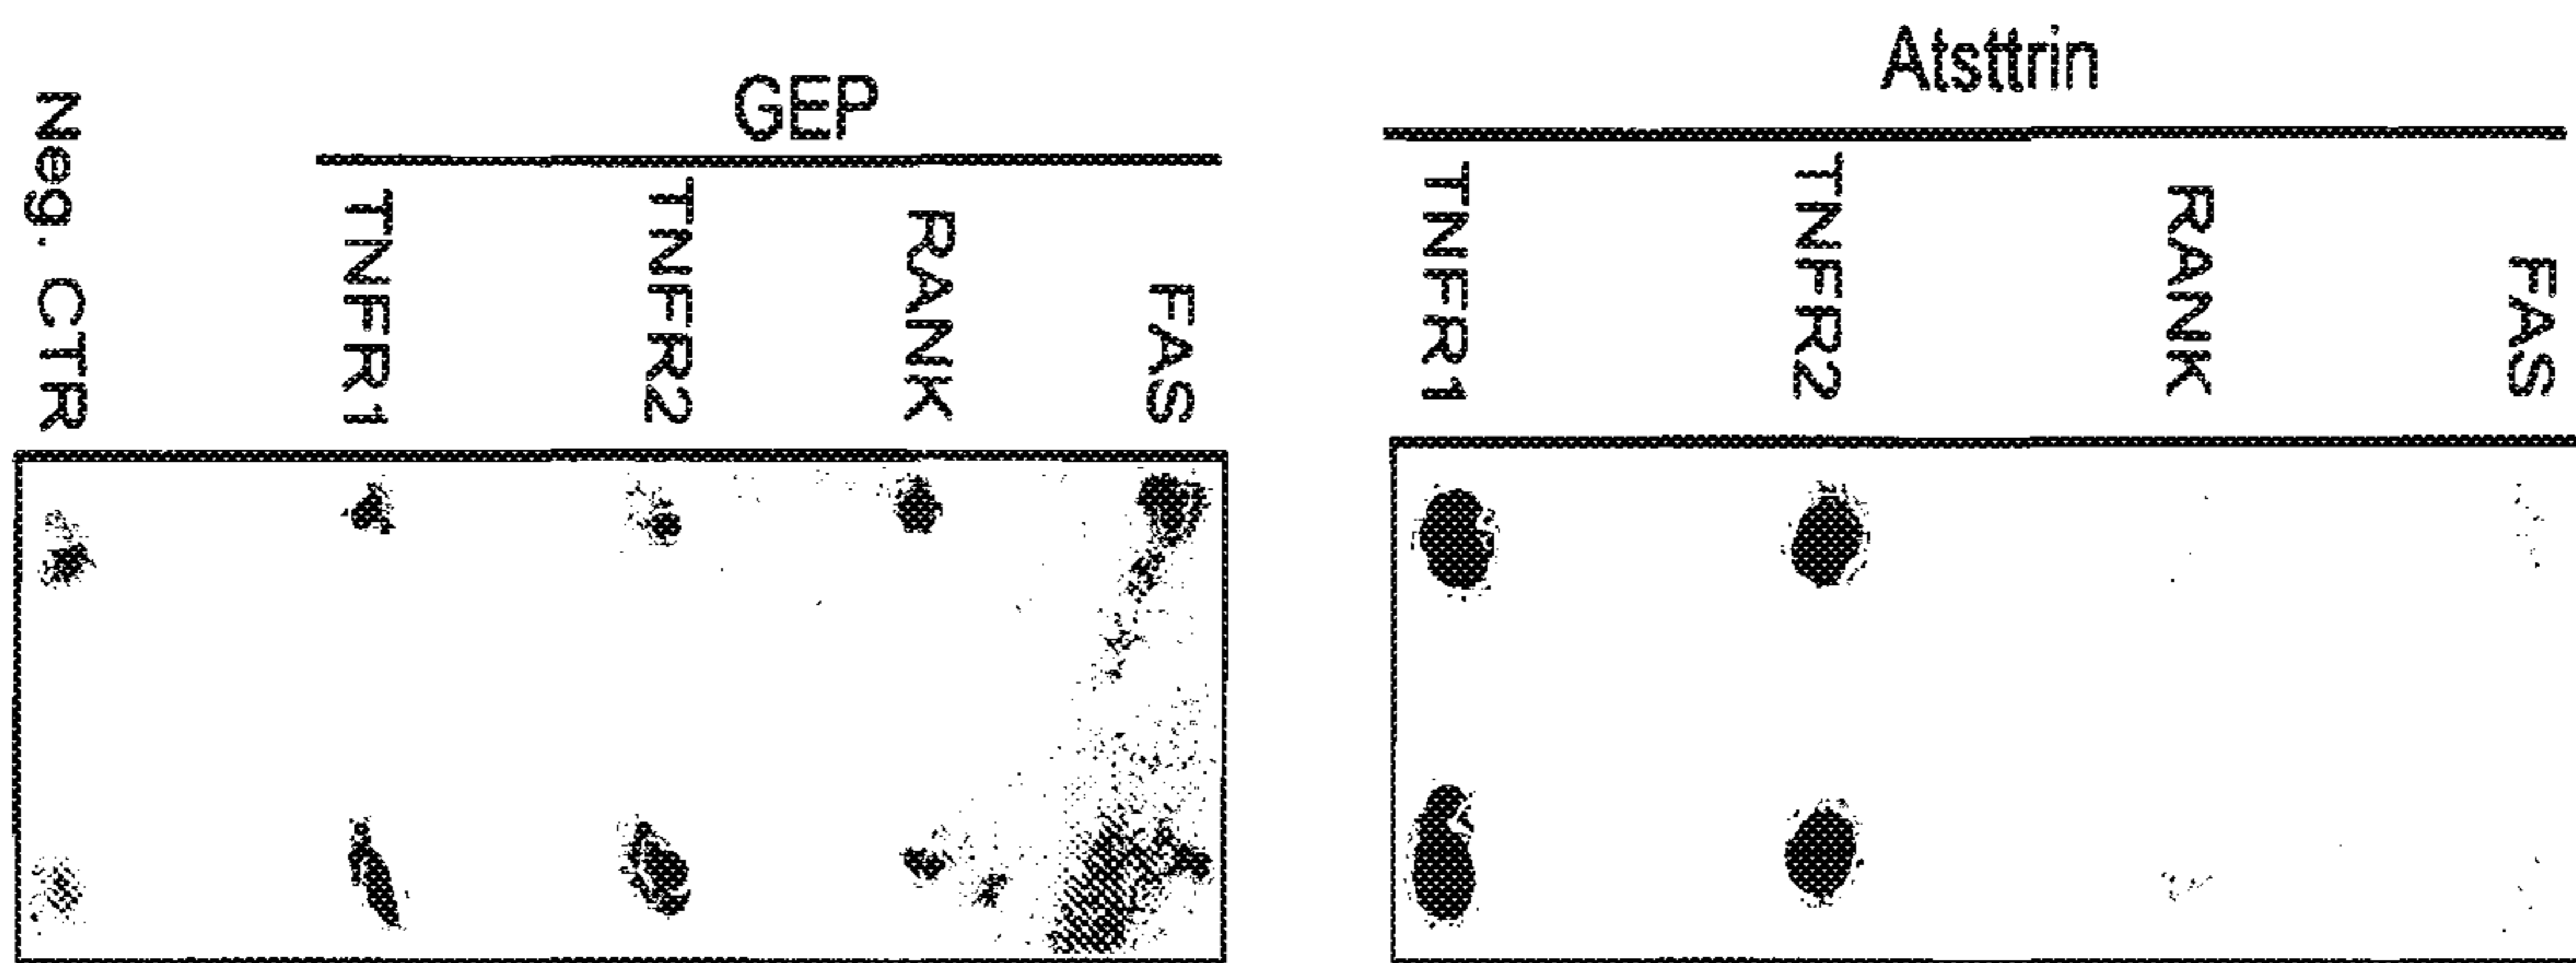 Neg. CTR
GEP
TNFR1
TNFR2
RANK
FAS
Atsttrin
TNFR1
TNFR2
RANK
FAS